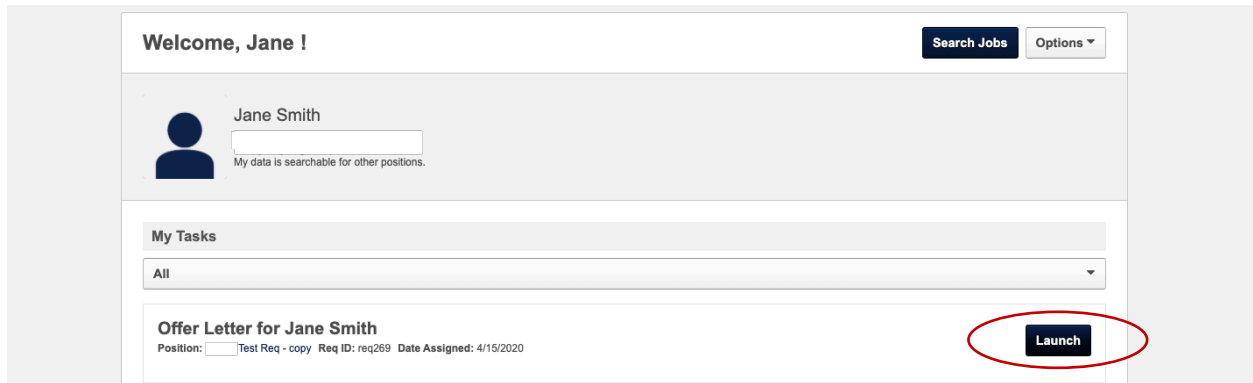 Welcome, Jane !
Search Jobs
Options
Jane Smith
My data is searchable for other positions.
My Tasks
All
Offer Letter for Jane Smith
Position: Test Req - copy Req ID: req269 Date Assigned: 4/15/2020
Launch